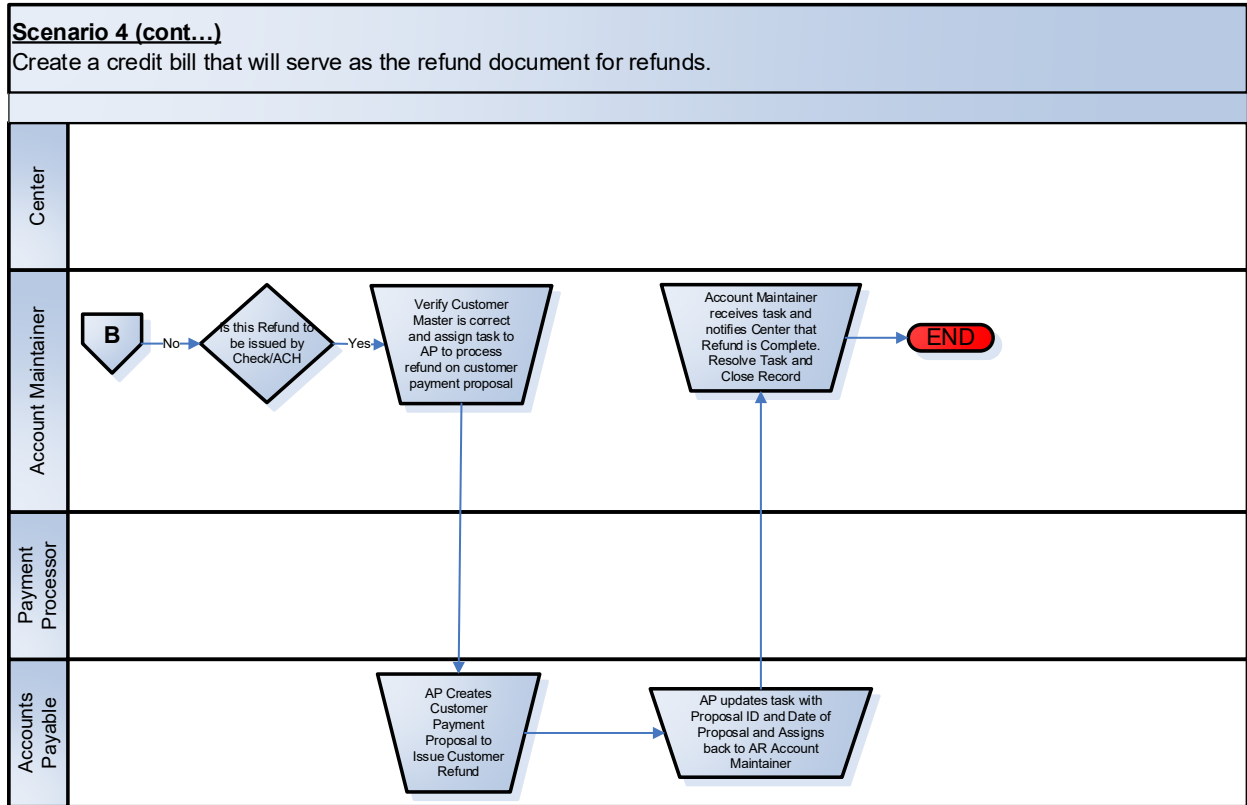 Scenario 4 (cont…)
Create a credit bill that will serve as the refund document for refunds.
Center
Account Maintainer
B
No
Is this Refund to
be issued by
Check/ACH
Yes
Verify Customer
Master is correct
and assign task to
AP to process
refund on customer
payment proposal
Account Maintainer
receives task and
notifies Center that
Refund is Complete.
Resolve Task and
Close Record
END
Payment
Processor
Accounts
Payable
AP Creates
Customer
Payment
Proposal to
Issue Customer
Refund
AP updates task with
Proposal ID and Date of
Proposal and Assigns
back to AR Account
Maintainer